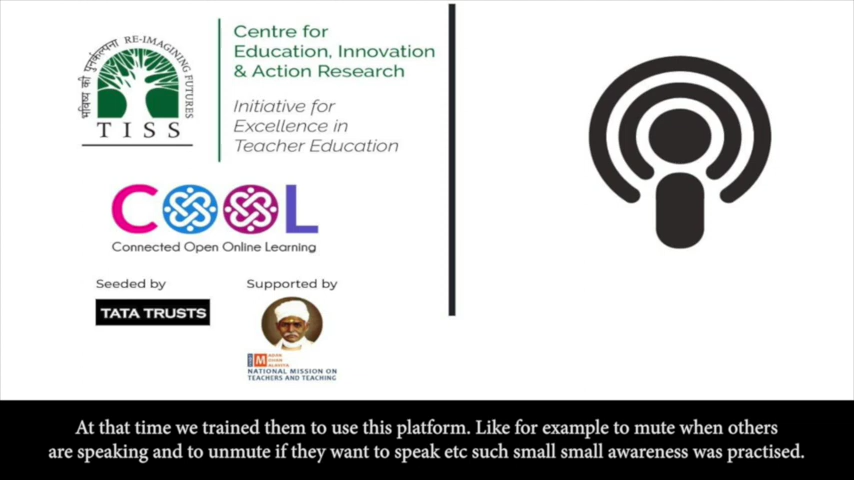 Centre for
Education, Innovation
& Action Research
भविष्य की पुनर्कल्पना
RE-IMAGINING FUTURES
TISS
Initiative for
Excellence in
Teacher Education
COOL
Connected Open Online Learning
Seeded by
TATA TRUSTS
Supported by
NATIONAL MISSION ON
TEACHERS AND TEACHING
At that time we trained them to use this platform. Like for example to mute when others
are speaking and to unmute if they want to speak etc such small small awareness was practised.